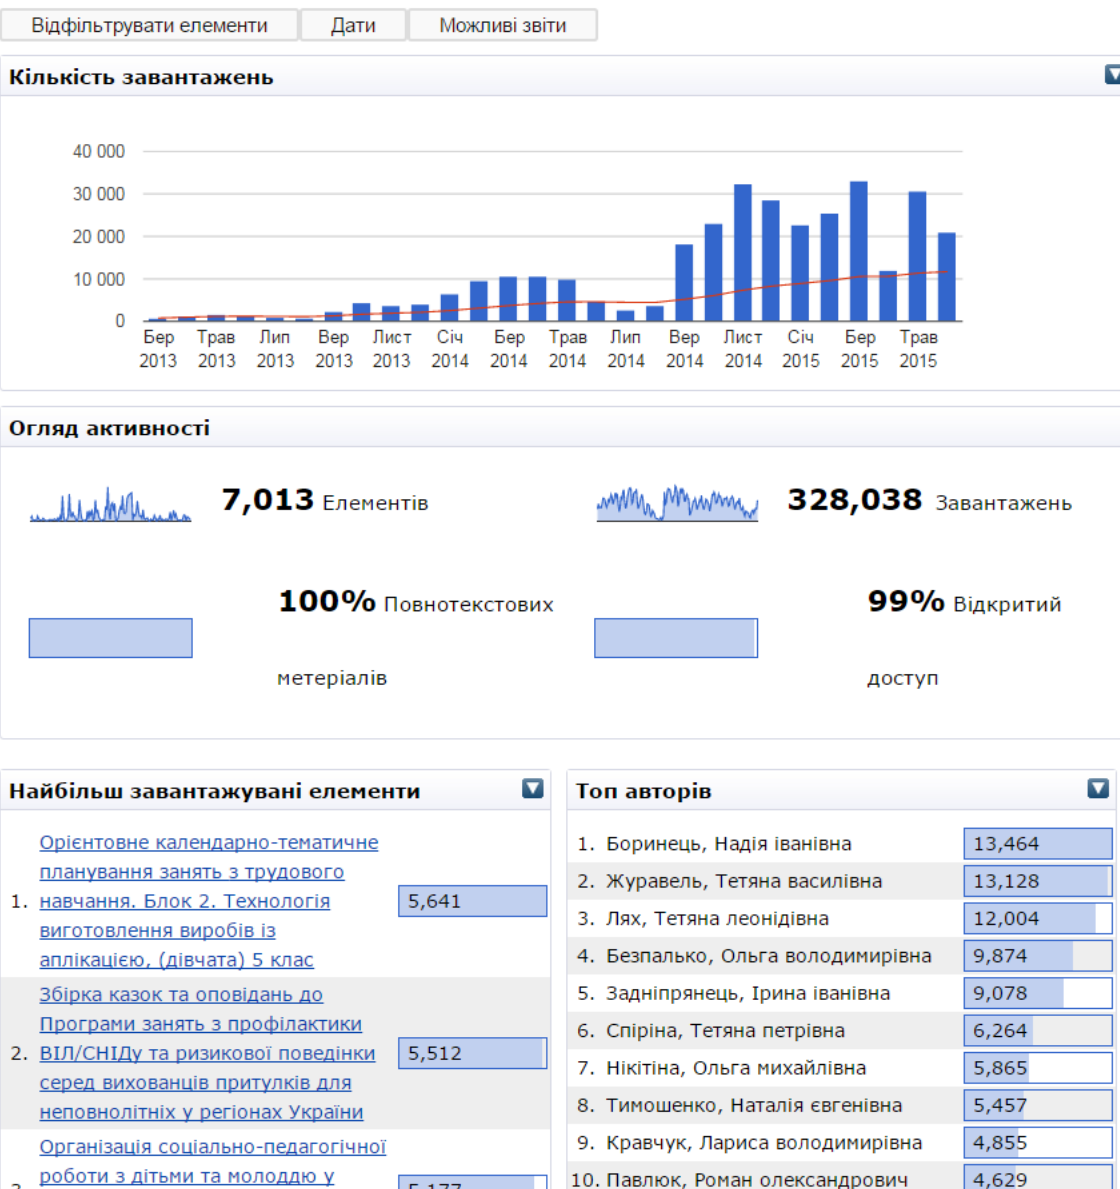 Відфільтрувати елементи Дати Можливі звіти
Кількість завантажень
40 000
30 000
20 000
10 000
0
Бер Трав Лип Вер Лист Січ Бер Трав Лип Вер Лист Січ Бер Трав
2013 2013 2013 2013 2013 2014 2014 2014 2014 2014 2014 2015 2015 2015
Огляд активності
7,013 Елементів
328,038 Завантажень
100% Повнотекстових
метеріалів
99% Відкритий
доступ
Найбільш завантажувані елементи
Орієнтовне календарно-тематичне
планування занять з трудового
1. навчання. Блок 2. Технологія 5,641
виготовлення виробів із
аплікацією, (дівчата) 5 клас
Збірка казок та оповідань до
Програми занять з профілактики
2. ВІЛ/СНІДу та ризикової поведінки 5,512
серед вихованців притулків для
неповнолітніх у регіонах України
Організація соціально-педагогічної
роботи з дітьми та молоддю у
3. 5,177
Топ авторів
1. Боринець, Надія іванівна 13,464
2. Журавель, Тетяна василівна 13,128
3. Лях, Тетяна леонідівна 12,004
4. Безпалько, Ольга володимирівна 9,874
5. Задніпрянець, Ірина іванівна 9,078
6. Спіріна, Тетяна петрівна 6,264
7. Нікітіна, Ольга михайлівна 5,865
8. Тимошенко, Наталія євгенівна 5,457
9. Кравчук, Лариса володимирівна 4,855
10. Павлюк, Роман олександрович 4,629